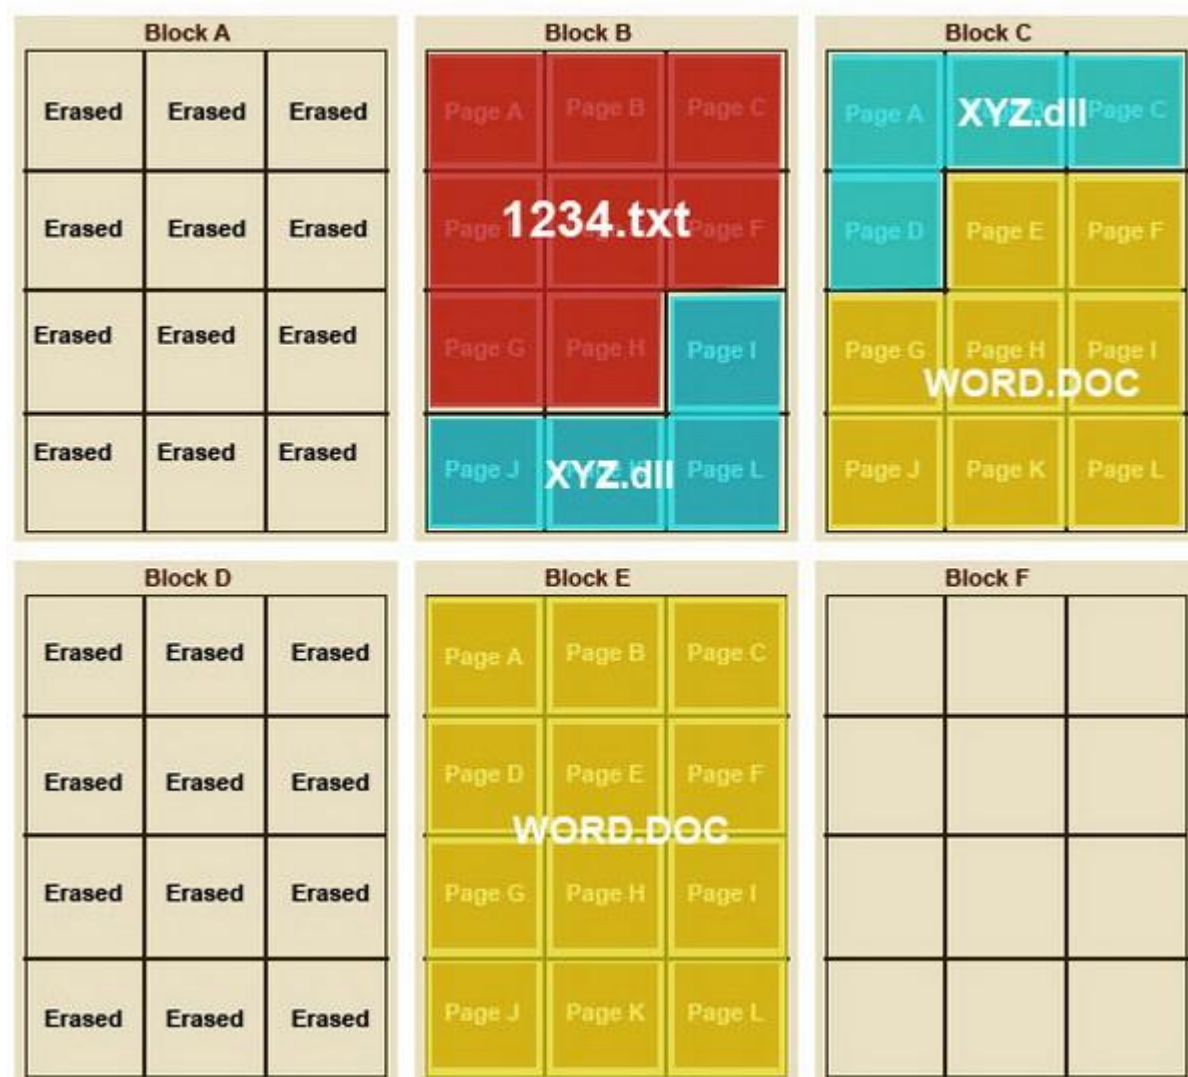 Block A
Erased Erased Erased
Erased Erased Erased
Erased Erased Erased
Erased Erased Erased
Block B
Page A Page B Page C
Page 1234.txt Page F
Page G Page H Page I
Page J XYZ.dll Page L
Block C
Page A XYZ.dll Page C
Page D Page E Page F
Page G Page H Page I
WORD.DOC
Page J Page K Page L
Block D
Erased Erased Erased
Erased Erased Erased
Erased Erased Erased
Erased Erased Erased
Block E
Page A Page B Page C
Page D Page E Page F
WORD.DOC
Page G Page H Page I
Page J Page K Page L
Block F